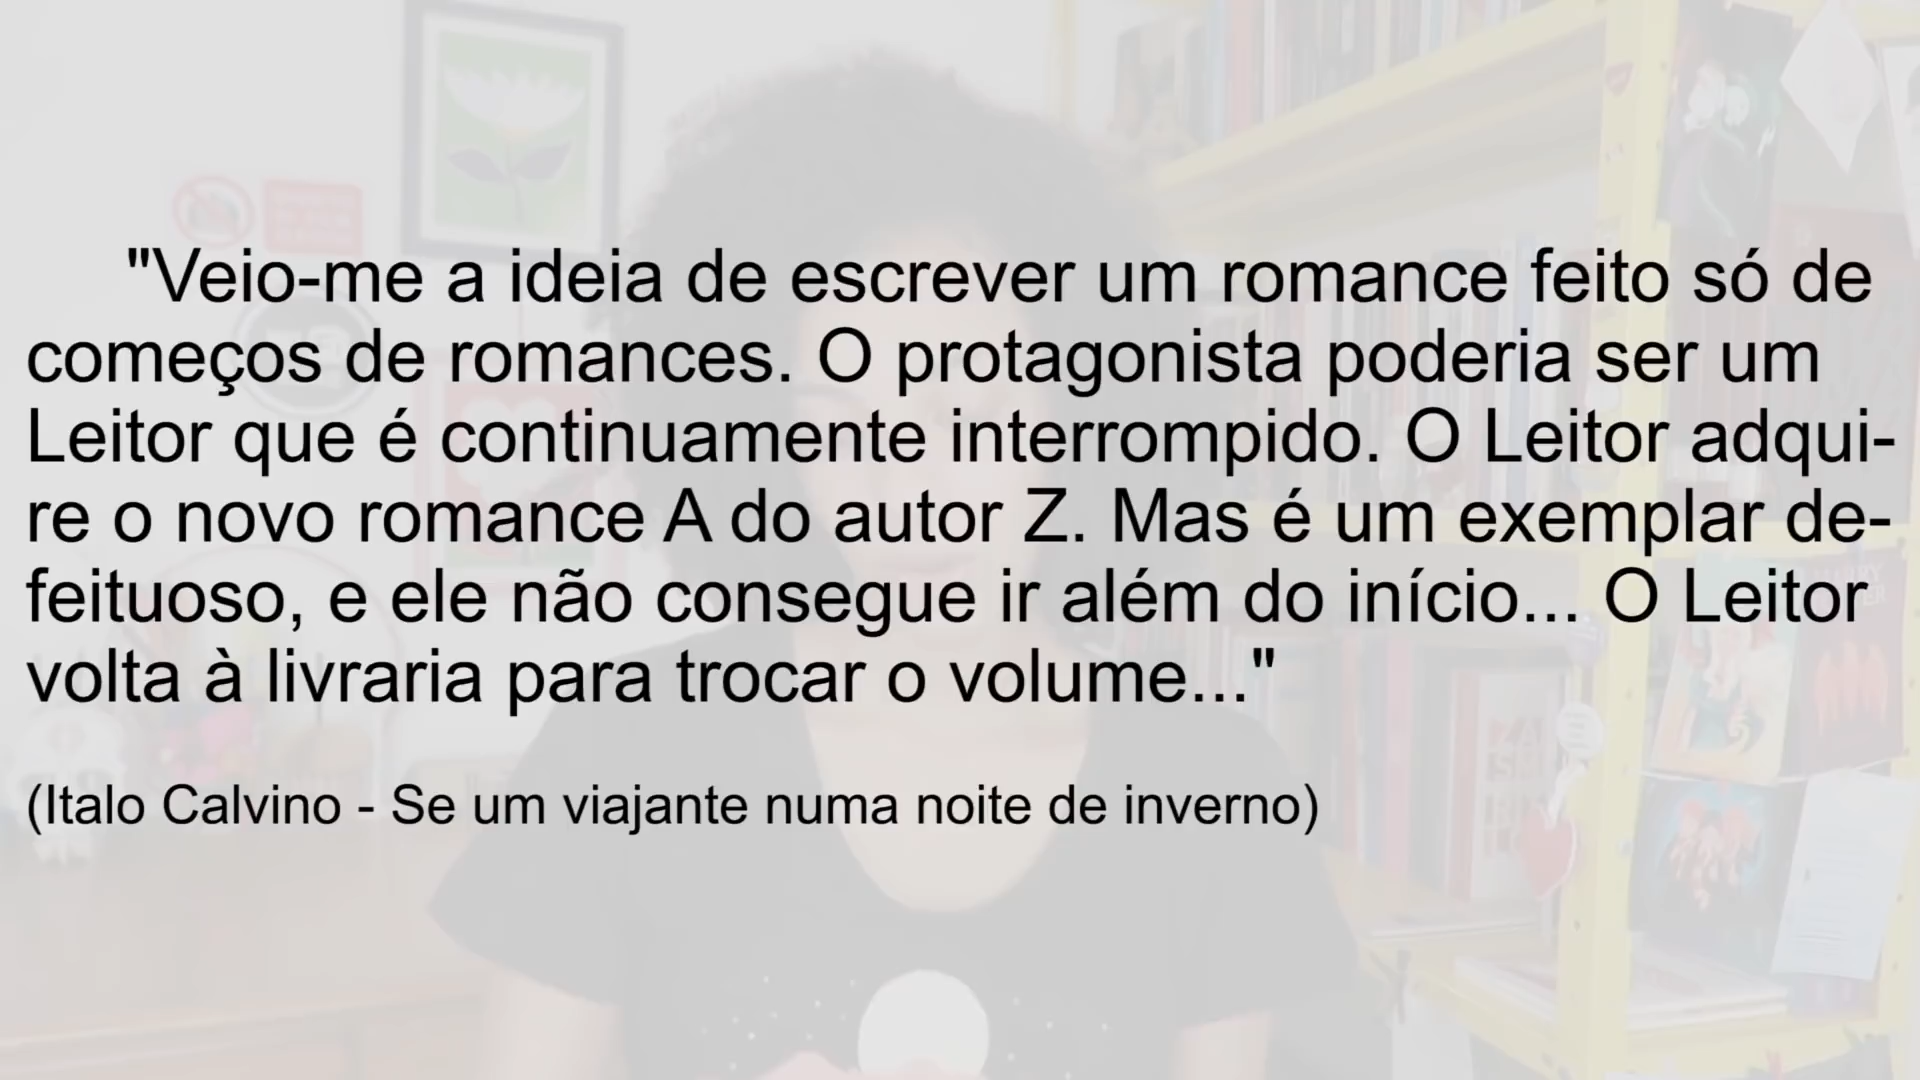 "Veio-me a ideia de escrever um romance feito só de
começos de romances. O protagonista poderia ser um
Leitor que é continuamente interrompido. O Leitor adqui-
re o novo romance A do autor Z. Mas é um exemplar de-
feituoso, e ele não consegue ir além do início... O Leitor
volta à livraria para trocar o volume..."
(Italo Calvino - Se um viajante numa noite de inverno)